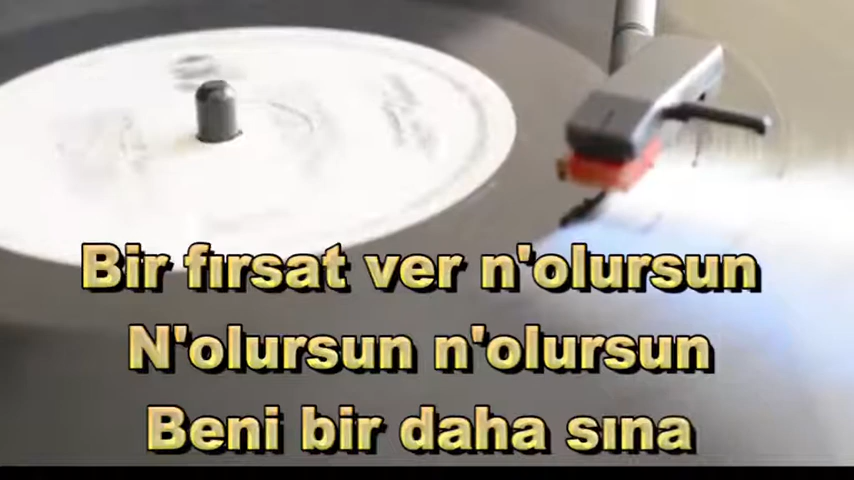 Bir fırsat ver n'olursun
N'olursun n'olursun
Beni bir daha sına